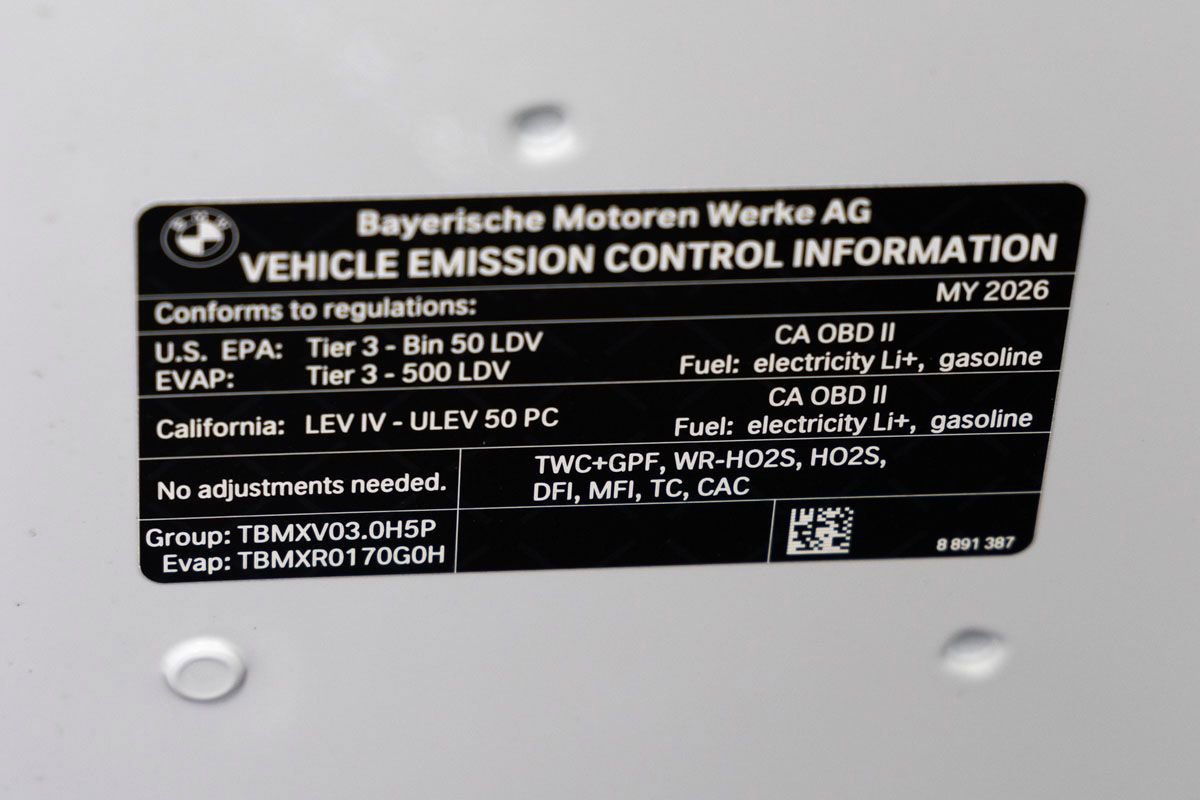 BMW
Bayerische Motoren Werke AG
VEHICLE EMISSION CONTROL INFORMATION
Conforms to regulations: MY 2026
U.S. EPA: Tier 3 - Bin 50 LDV CA OBD II
EVAP: Tier 3 - 500 LDV Fuel: electricity Li+, gasoline
CA OBD II
California: LEV IV - ULEV 50 PC Fuel: electricity Li+, gasoline
No adjustments needed. TWC+GPF, WR-HO2S, HO2S,
DFI, MFI, TC, CAC
Group: TBMXV03.0H5P
Evap: TBMXR0170G0H
8 891 387